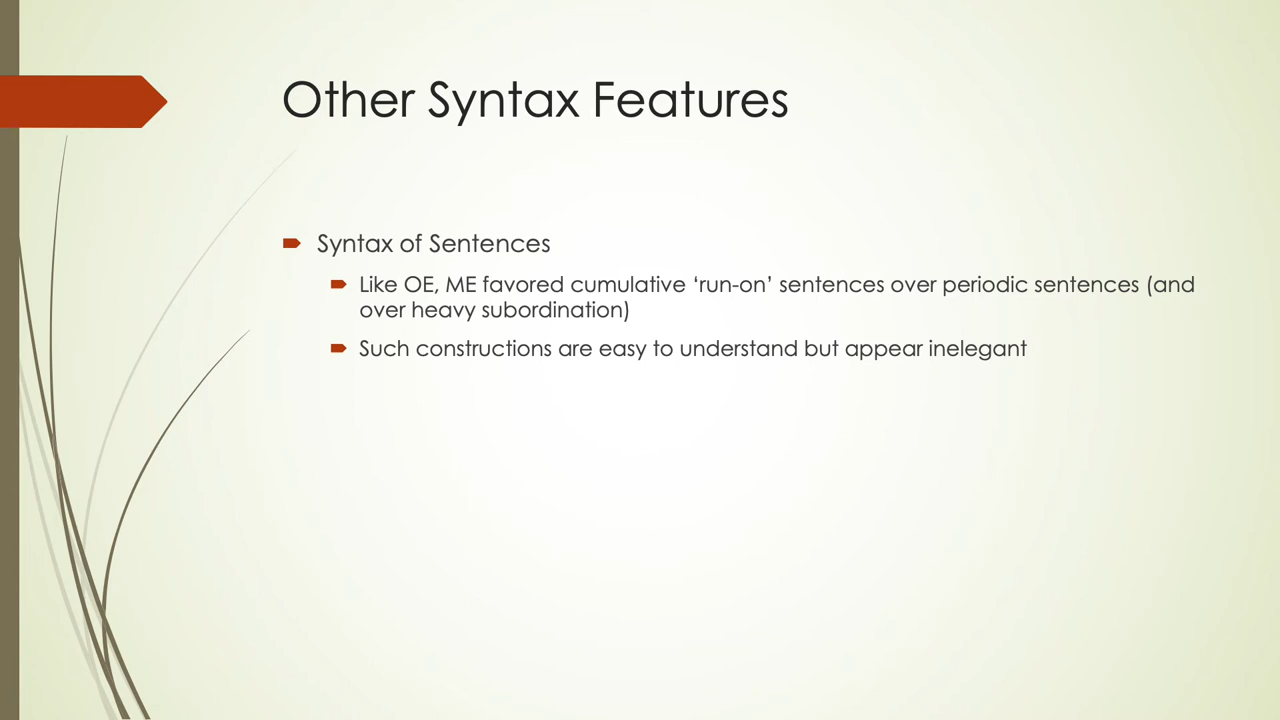 Other Syntax Features
Syntax of Sentences
Like OE, ME favored cumulative ‘run-on’ sentences over periodic sentences (and
over heavy subordination)
Such constructions are easy to understand but appear inelegant